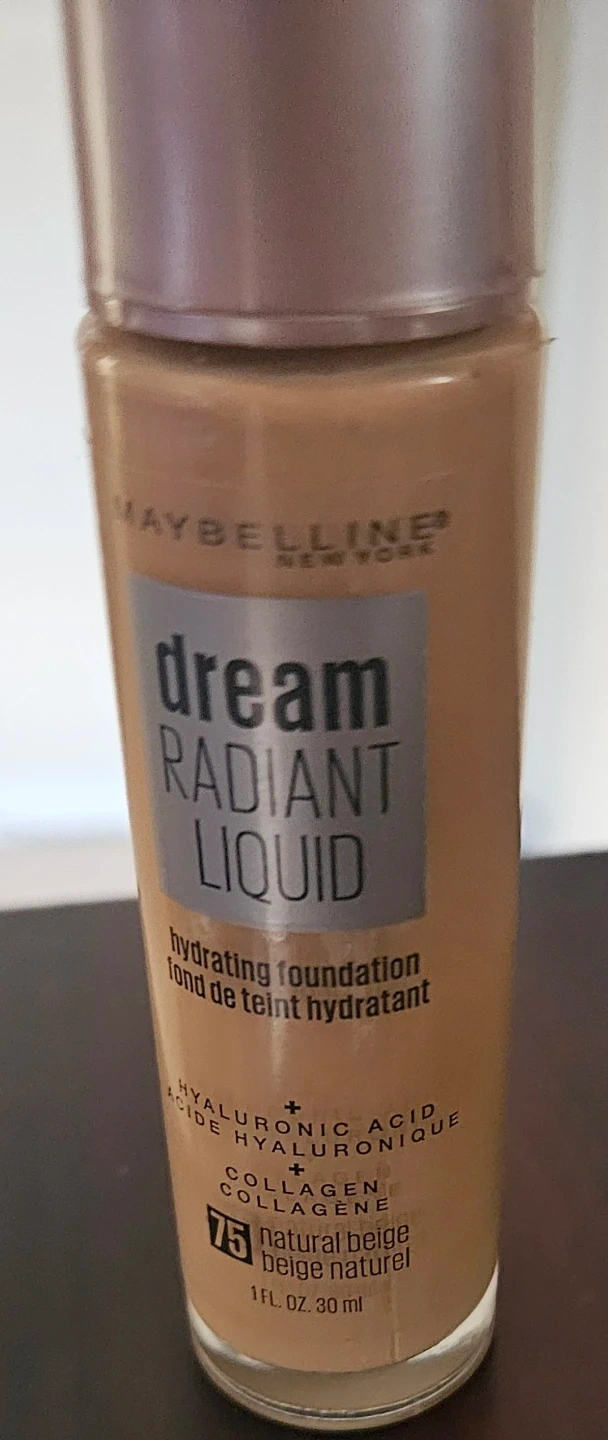 MAYBELLINE®
NEW YORK
dream
RADIANT
LIQUID
hydrating foundation
fond de teint hydratant
+
HYALURONIC ACID
ACIDE HYALURONIQUE
+
COLLAGEN
COLLAGÈNE
75 natural beige
beige naturel
1 FL. OZ. 30 ml